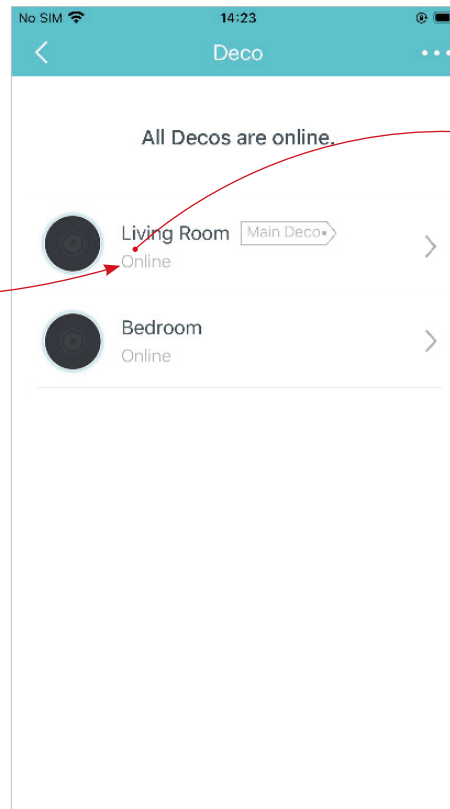 No SIM 14:23
Deco
All Decos are online.
Living Room Main Deco
Online
Bedroom
Online